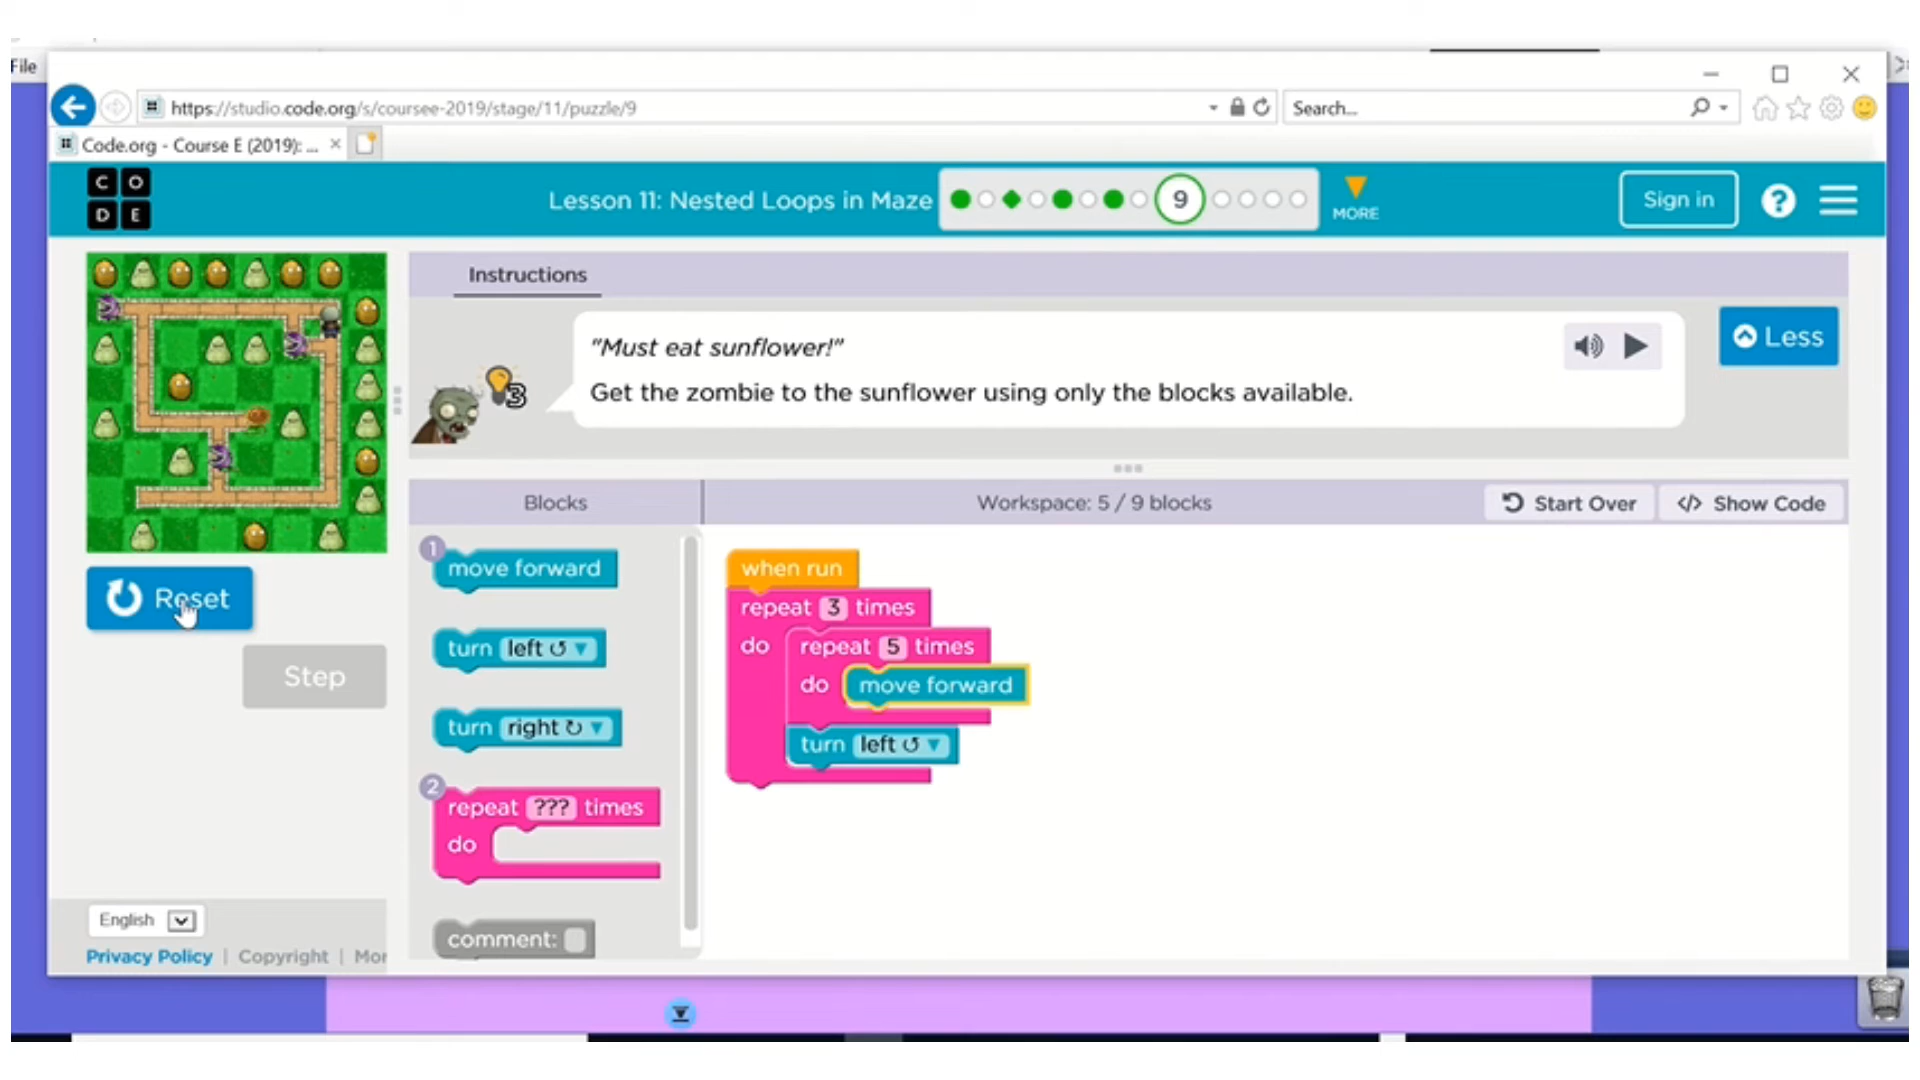 File
https://studio.code.org/s/coursee-2019/stage/11/puzzle/9
Search...
Code.org - Course E (2019): ...
C O
D E
Lesson 11: Nested Loops in Maze
9
MORE
Sign in
?
Instructions
"Must eat sunflower!"
Get the zombie to the sunflower using only the blocks available.
3
Less
Blocks
Workspace: 5 / 9 blocks
Start Over
</> Show Code
1
move forward
turn left
turn right
2
repeat ??? times
do
comment:
when run
repeat 3 times
do
repeat 5 times
do move forward
turn left
Reset
Step
English
Privacy Policy | Copyright | Mor